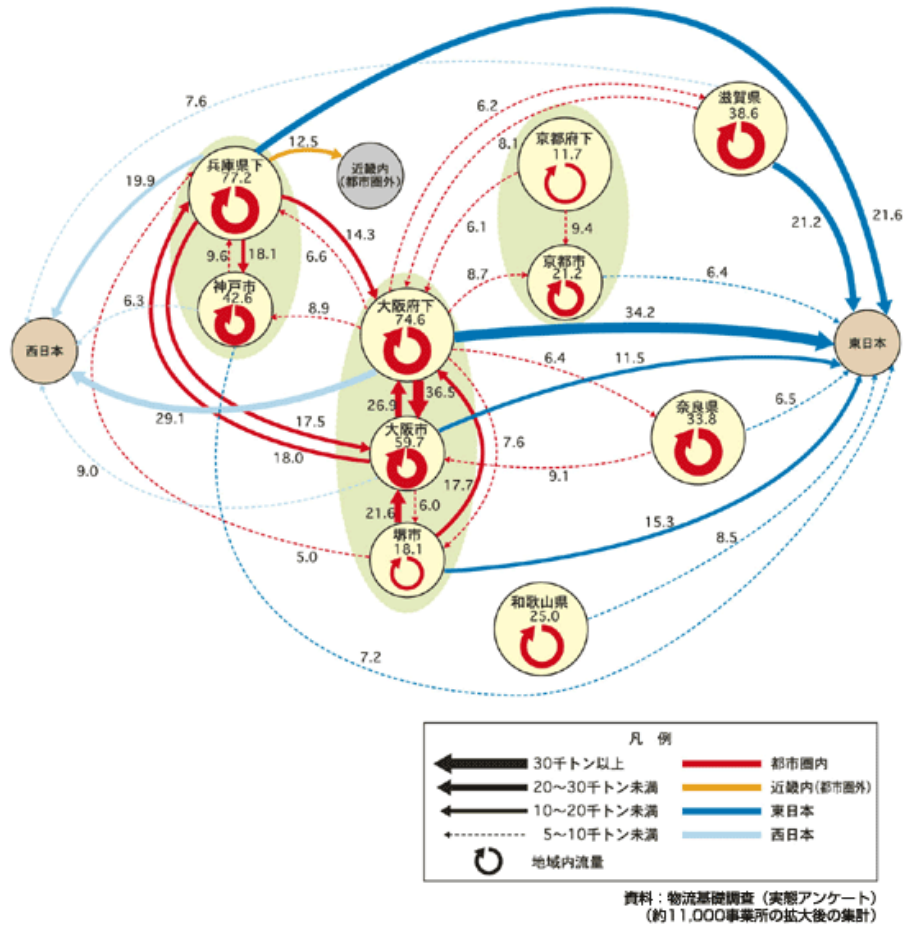 7.6
滋賀県
38.6
6.2
京都府下
11.7
8.1
12.5
兵庫県下
77.2
近畿内
(都市圏外)
19.9
21.2
21.6
14.3
6.1
9.4
9.6
18.1
6.6
京都市
21.2
8.7
6.4
神戸市
42.6
6.3
8.9
大阪府下
74.6
34.2
西日本
東日本
6.4
11.5
26.9
36.5
奈良県
33.8
6.5
29.1
17.5
18.0
大阪市
59.7
7.6
9.0
9.1
17.7
21.6
6.0
15.3
堺市
18.1
5.0
8.5
和歌山県
25.0
7.2
凡 例
30千トン以上 都市圏内
20〜30千トン未満 近畿内(都市圏外)
10〜20千トン未満 東日本
5〜10千トン未満 西日本
地域内流量
資料：物流基礎調査（実態アンケート）
（約11,000事業所の拡大後の集計）